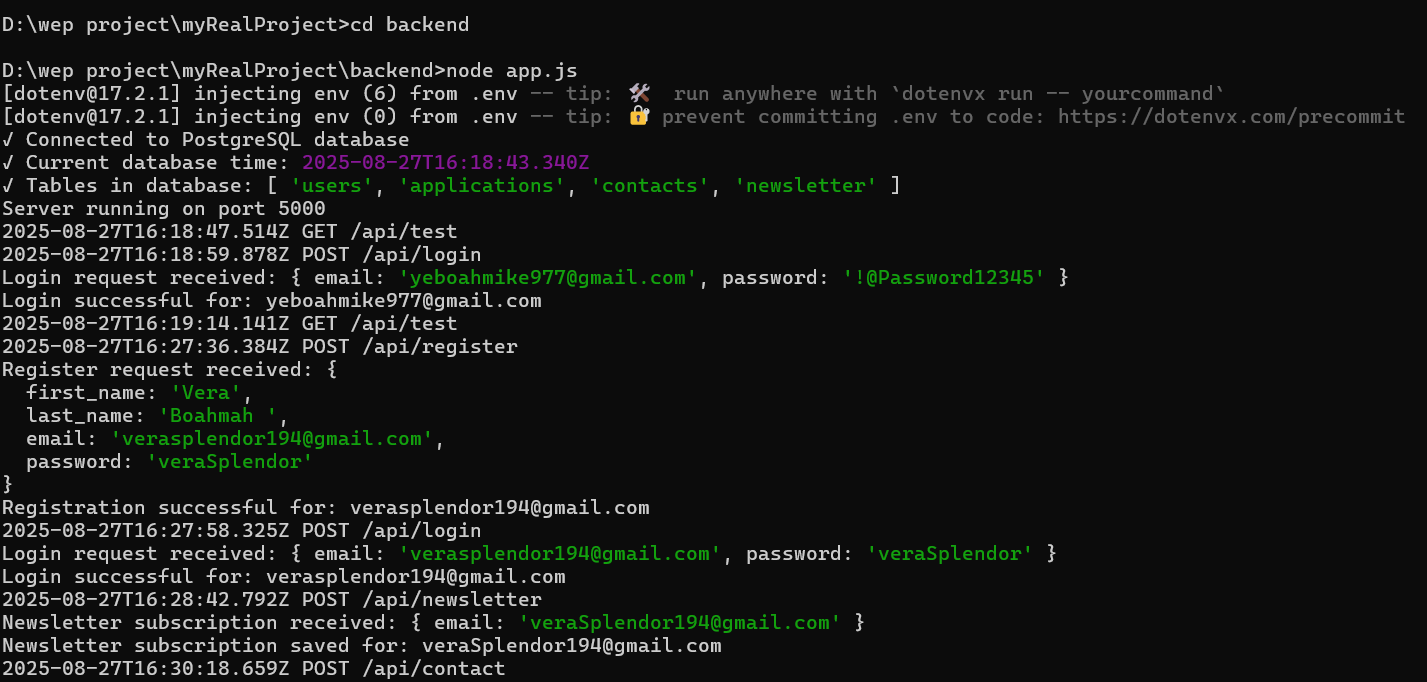 D:\wep project\myRealProject>cd backend
D:\wep project\myRealProject\backend>node app.js
[dotenv@17.2.1] injecting env (6) from .env -- tip: 🛠️  run anywhere with `dotenvx run -- yourcommand`
[dotenv@17.2.1] injecting env (0) from .env -- tip: 🔐 prevent committing .env to code: https://dotenvx.com/precommit
√ Connected to PostgreSQL database
√ Current database time: 2025-08-27T16:18:43.340Z
√ Tables in database: [ 'users', 'applications', 'contacts', 'newsletter' ]
Server running on port 5000
2025-08-27T16:18:47.514Z GET /api/test
2025-08-27T16:18:59.878Z POST /api/login
Login request received: { email: 'yeboahmike977@gmail.com', password: '!@Password12345' }
Login successful for: yeboahmike977@gmail.com
2025-08-27T16:19:14.141Z GET /api/test
2025-08-27T16:27:36.384Z POST /api/register
Register request received: {
  first_name: 'Vera',
  last_name: 'Boahmah ',
  email: 'verasplendor194@gmail.com',
  password: 'veraSplendor'
}
Registration successful for: verasplendor194@gmail.com
2025-08-27T16:27:58.325Z POST /api/login
Login request received: { email: 'verasplendor194@gmail.com', password: 'veraSplendor' }
Login successful for: verasplendor194@gmail.com
2025-08-27T16:28:42.792Z POST /api/newsletter
Newsletter subscription received: { email: 'veraSplendor194@gmail.com' }
Newsletter subscription saved for: veraSplendor194@gmail.com
2025-08-27T16:30:18.659Z POST /api/contact